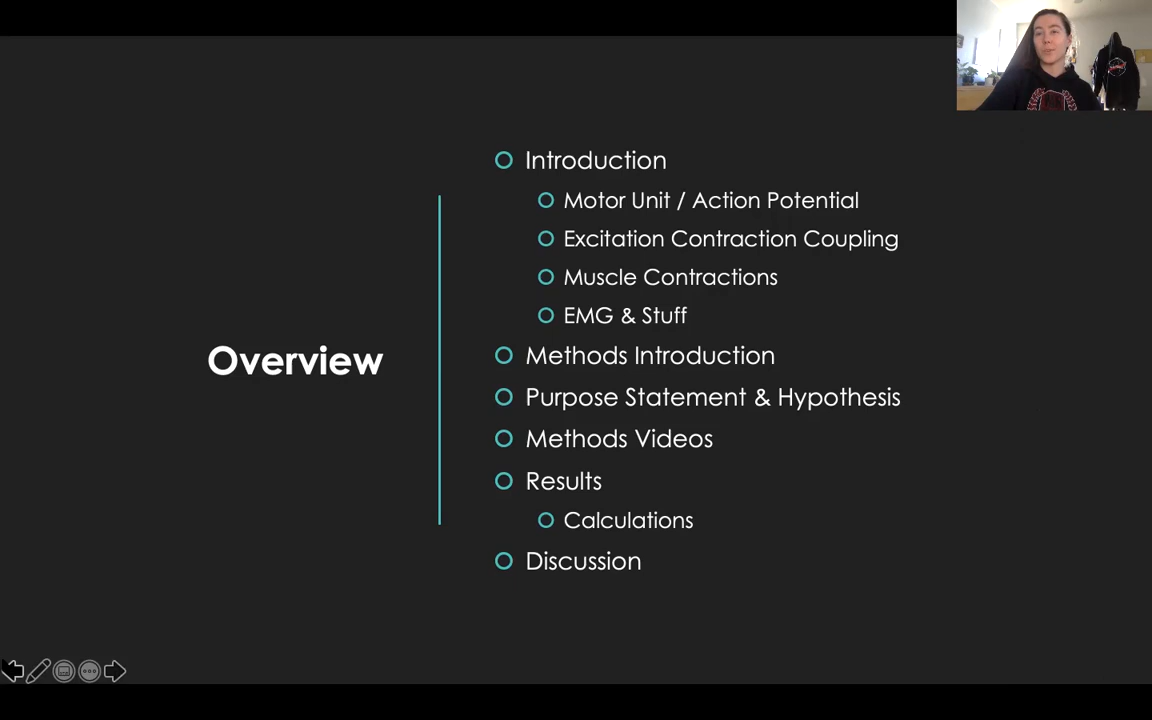 Overview
Introduction
Motor Unit / Action Potential
Excitation Contraction Coupling
Muscle Contractions
EMG & Stuff
Methods Introduction
Purpose Statement & Hypothesis
Methods Videos
Results
Calculations
Discussion